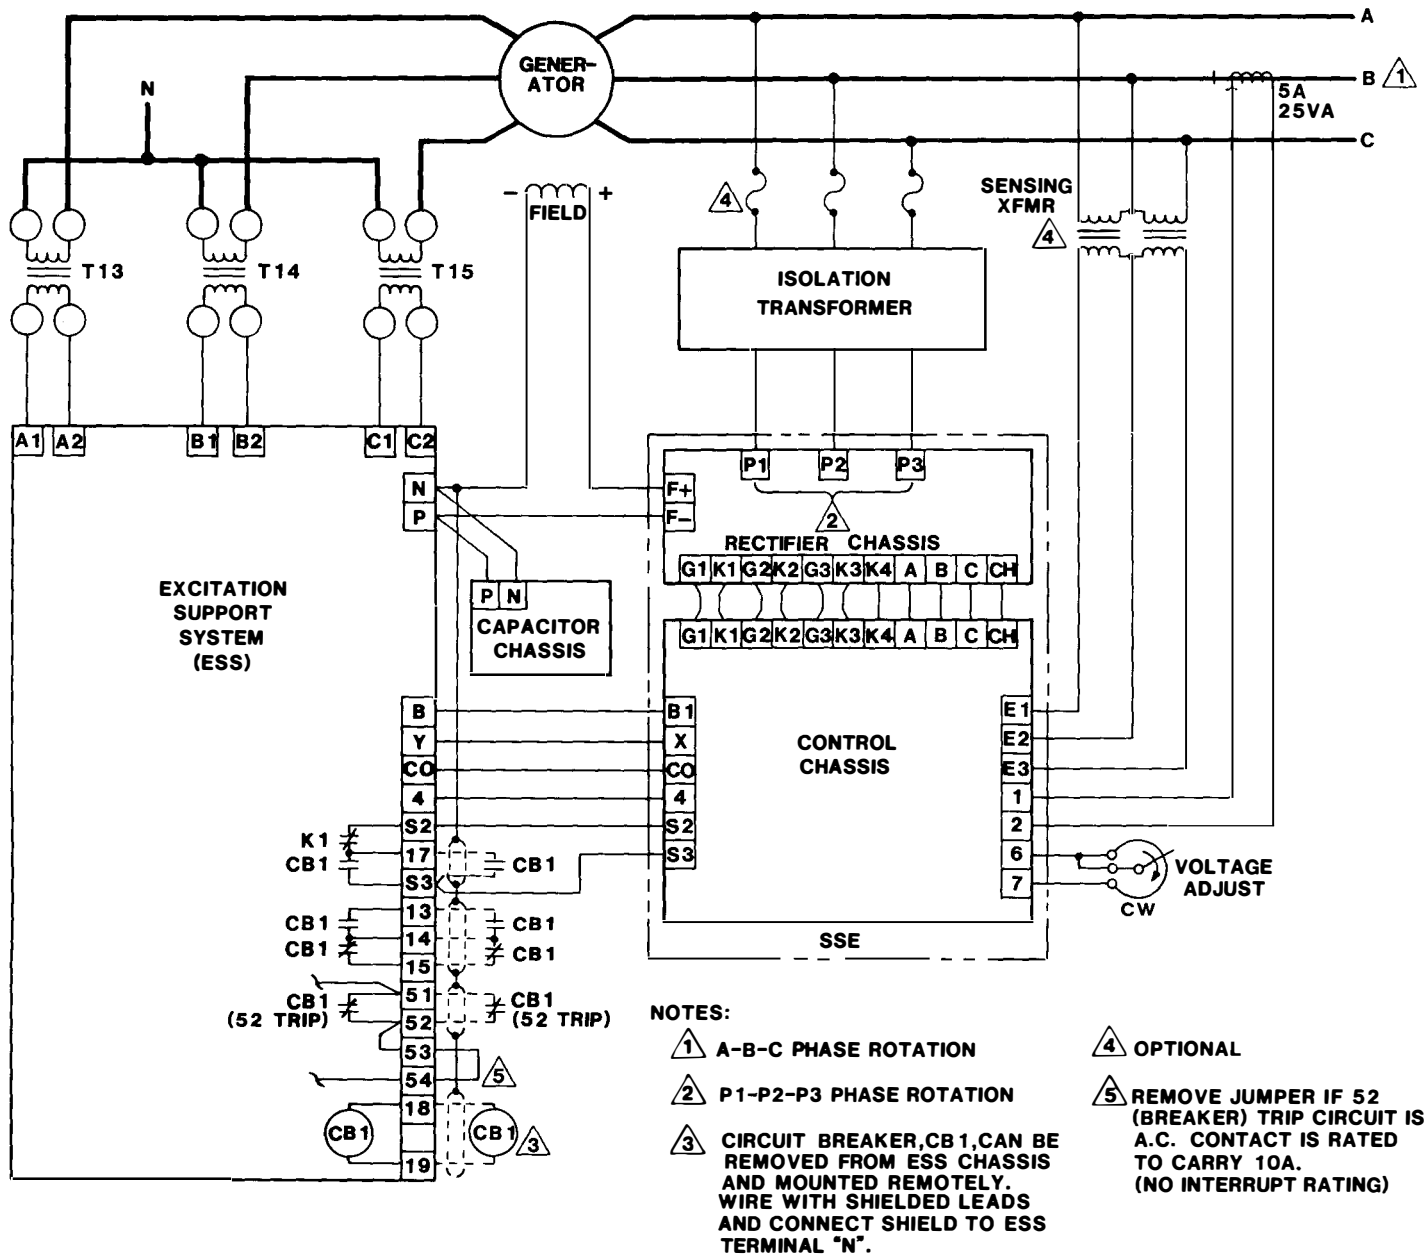 A
GENER-
ATOR
N
B
1
5A
25VA
C
- +
FIELD
4
SENSING
XFMR
4
T13
T14
T15
ISOLATION
TRANSFORMER
A1
A2
B1
B2
C1
C2
N
P
F+
F-
P1
P2
P3
2
RECTIFIER CHASSIS
G1 K1 G2 K2 G3 K3 K4 A B C CH
EXCITATION
SUPPORT
SYSTEM
(ESS)
P N
CAPACITOR
CHASSIS
G1 K1 G2 K2 G3 K3 K4 A B C CH
B
Y
CO
4
S2
17
S3
13
14
15
51
52
53
54
18
19
B1
X
CO
4
S2
S3
CONTROL
CHASSIS
E1
E2
E3
1
2
6
7
VOLTAGE
ADJUST
CW
SSE
K1
CB1
CB1
CB1
CB1
CB1
CB1
CB1
(52 TRIP)
CB1
(52 TRIP)
5
CB1
CB1
3
NOTES:
1 A-B-C PHASE ROTATION
2 P1-P2-P3 PHASE ROTATION
3 CIRCUIT BREAKER,CB1,CAN BE
REMOVED FROM ESS CHASSIS
AND MOUNTED REMOTELY.
WIRE WITH SHIELDED LEADS
AND CONNECT SHIELD TO ESS
TERMINAL "N".
4 OPTIONAL
5 REMOVE JUMPER IF 52
(BREAKER) TRIP CIRCUIT IS
A.C. CONTACT IS RATED
TO CARRY 10A.
(NO INTERRUPT RATING)